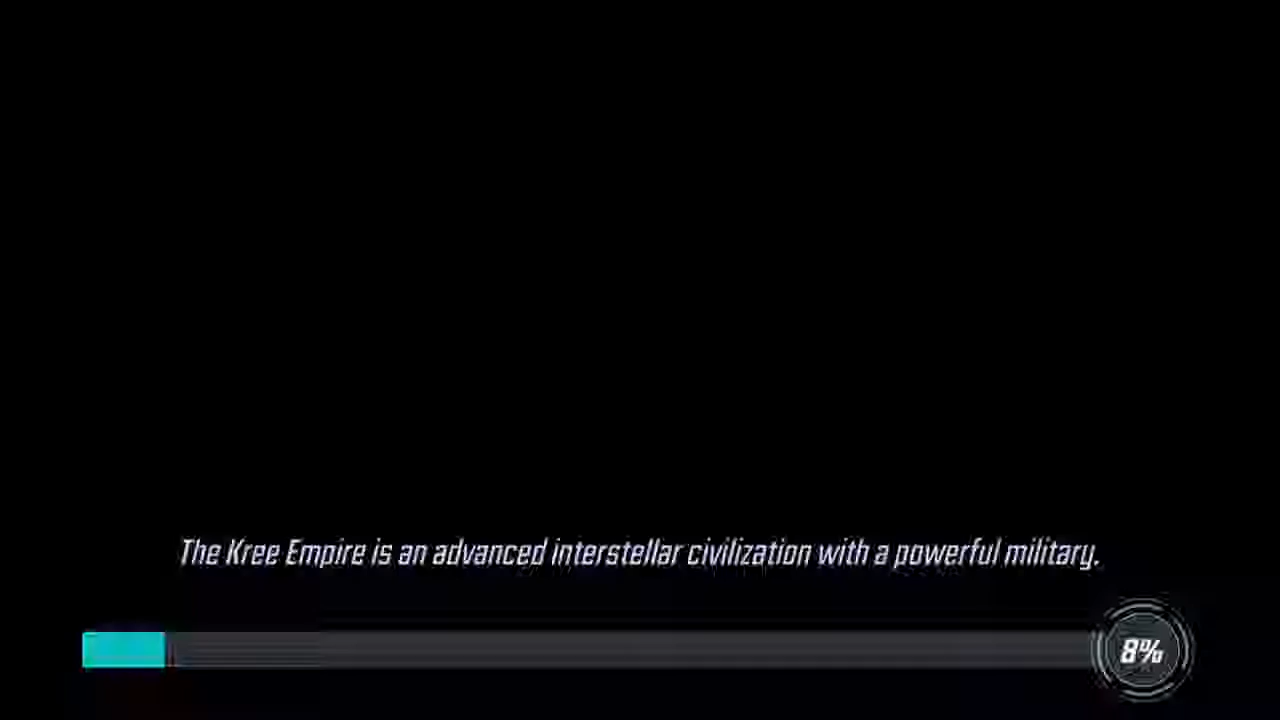 The Kree Empire is an advanced interstellar civilization with a powerful military.
8%